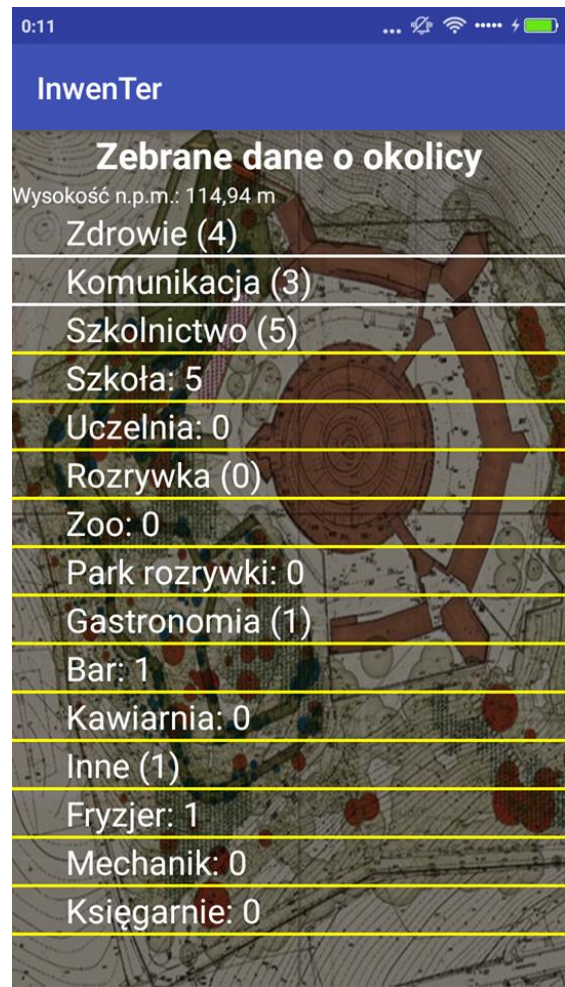 0:11
InwenTer
Zebrane dane o okolicy
Wysokość n.p.m.: 114,94 m
Zdrowie (4)
Komunikacja (3)
Szkolnictwo (5)
Szkoła: 5
Uczelnia: 0
Rozrywka (0)
Zoo: 0
Park rozrywki: 0
Gastronomia (1)
Bar: 1
Kawiarnia: 0
Inne (1)
Fryzjer: 1
Mechanik: 0
Księgarnie: 0